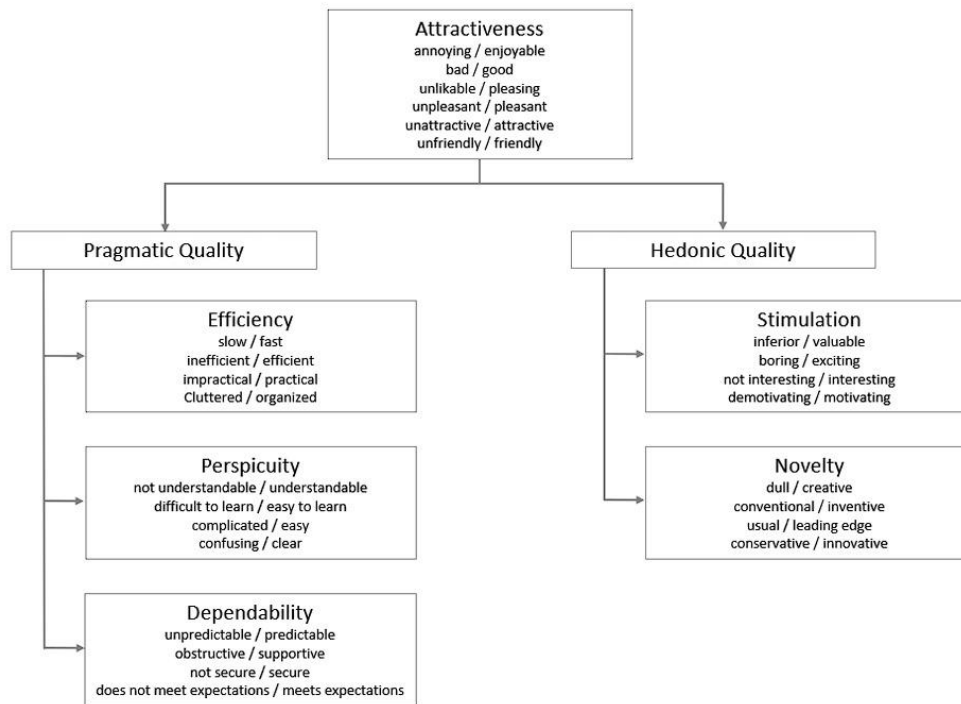 Attractiveness
annoying / enjoyable
bad / good
unlikable / pleasing
unpleasant / pleasant
unattractive / attractive
unfriendly / friendly
Pragmatic Quality
Efficiency
slow / fast
inefficient / efficient
impractical / practical
Cluttered / organized
Perspicuity
not understandable / understandable
difficult to learn / easy to learn
complicated / easy
confusing / clear
Dependability
unpredictable / predictable
obstructive / supportive
not secure / secure
does not meet expectations / meets expectations
Hedonic Quality
Stimulation
inferior / valuable
boring / exciting
not interesting / interesting
demotivating / motivating
Novelty
dull / creative
conventional / inventive
usual / leading edge
conservative / innovative